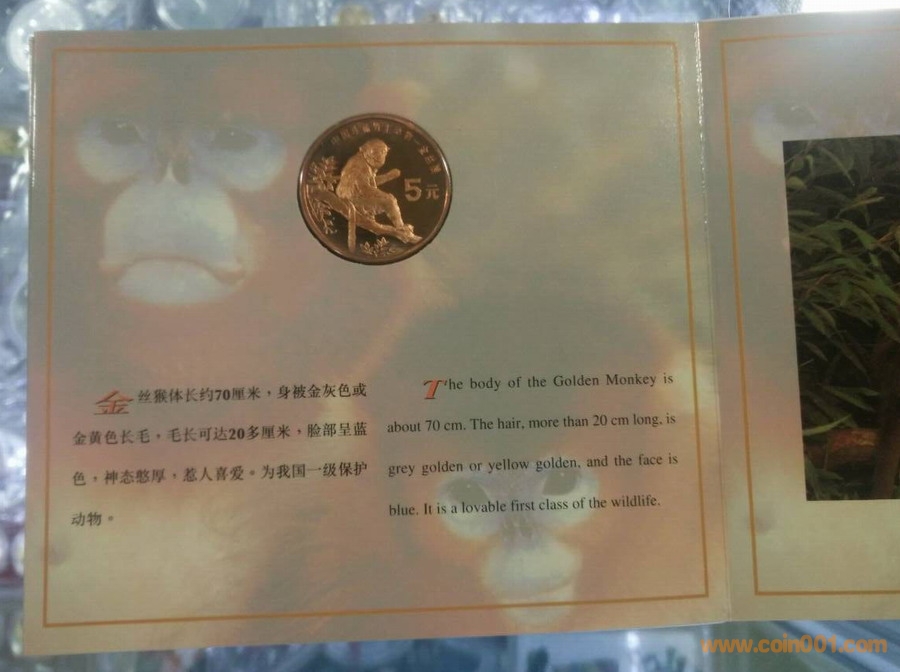 5元
金丝猴体长约70厘米，身被金灰色或
金黄色长毛，毛长可达20多厘米，脸部呈蓝
色，神态憨厚，惹人喜爱。为我国一级保护
动物。
The body of the Golden Monkey is
about 70 cm. The hair, more than 20 cm long, is
grey golden or yellow golden, and the face is
blue. It is a lovable first class of the wildlife.
www.coin001.com